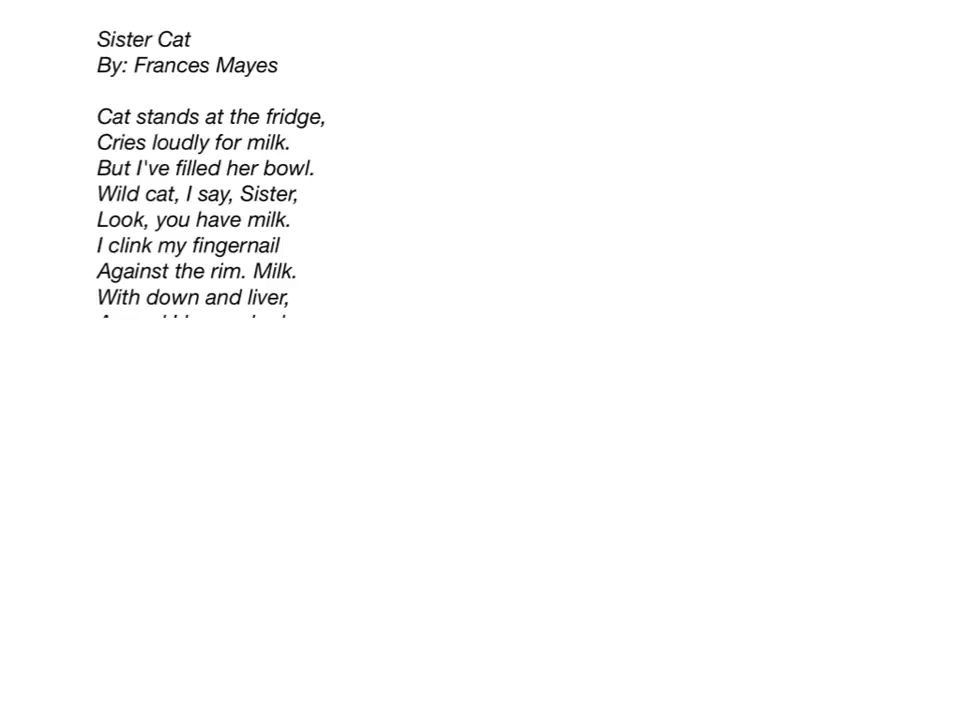 Sister Cat
By: Frances Mayes
Cat stands at the fridge,
Cries loudly for milk.
But I've filled her bowl.
Wild cat, I say, Sister,
Look, you have milk.
I clink my fingernail
Against the rim. Milk.
With down and liver,